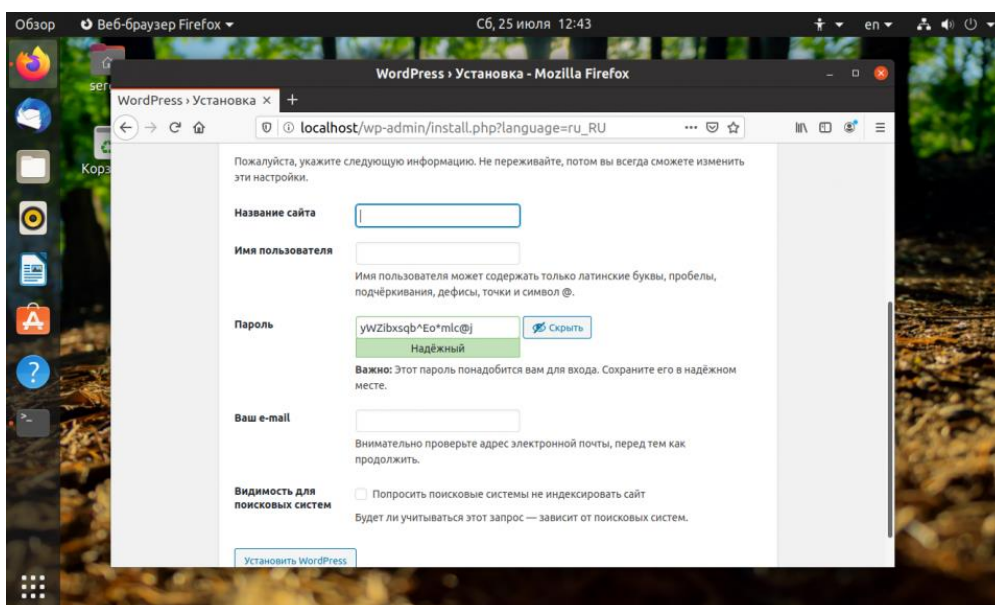 Обзор Веб-браузер Firefox Сб, 25 июля 12:43 en
WordPress › Установка - Mozilla Firefox
WordPress › Установка × +
localhost/wp-admin/install.php?language=ru_RU
Пожалуйста, укажите следующую информацию. Не переживайте, потом вы всегда сможете изменить
эти настройки.
Название сайта
Имя пользователя
Имя пользователя может содержать только латинские буквы, пробелы,
подчёркивания, дефисы, точки и символ @.
Пароль yWZibxsqb^Eo*mlc@j Скрыть
Надёжный
Важно: Этот пароль понадобится вам для входа. Сохраните его в надёжном
месте.
Ваш e-mail
Внимательно проверьте адрес электронной почты, перед тем как
продолжить.
Видимость для
поисковых систем
Попросить поисковые системы не индексировать сайт
Будет ли учитываться этот запрос — зависит от поисковых систем.
Установить WordPress